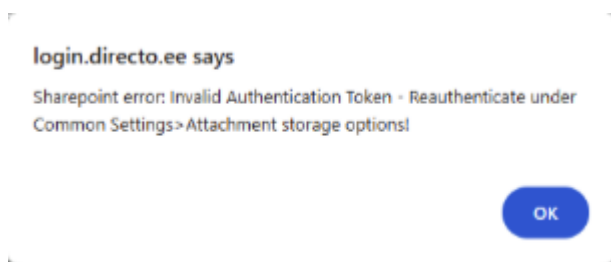 login.directo.ee says
Sharepoint error: Invalid Authentication Token - Reauthenticate under
Common Settings>Attachment storage options!
OK